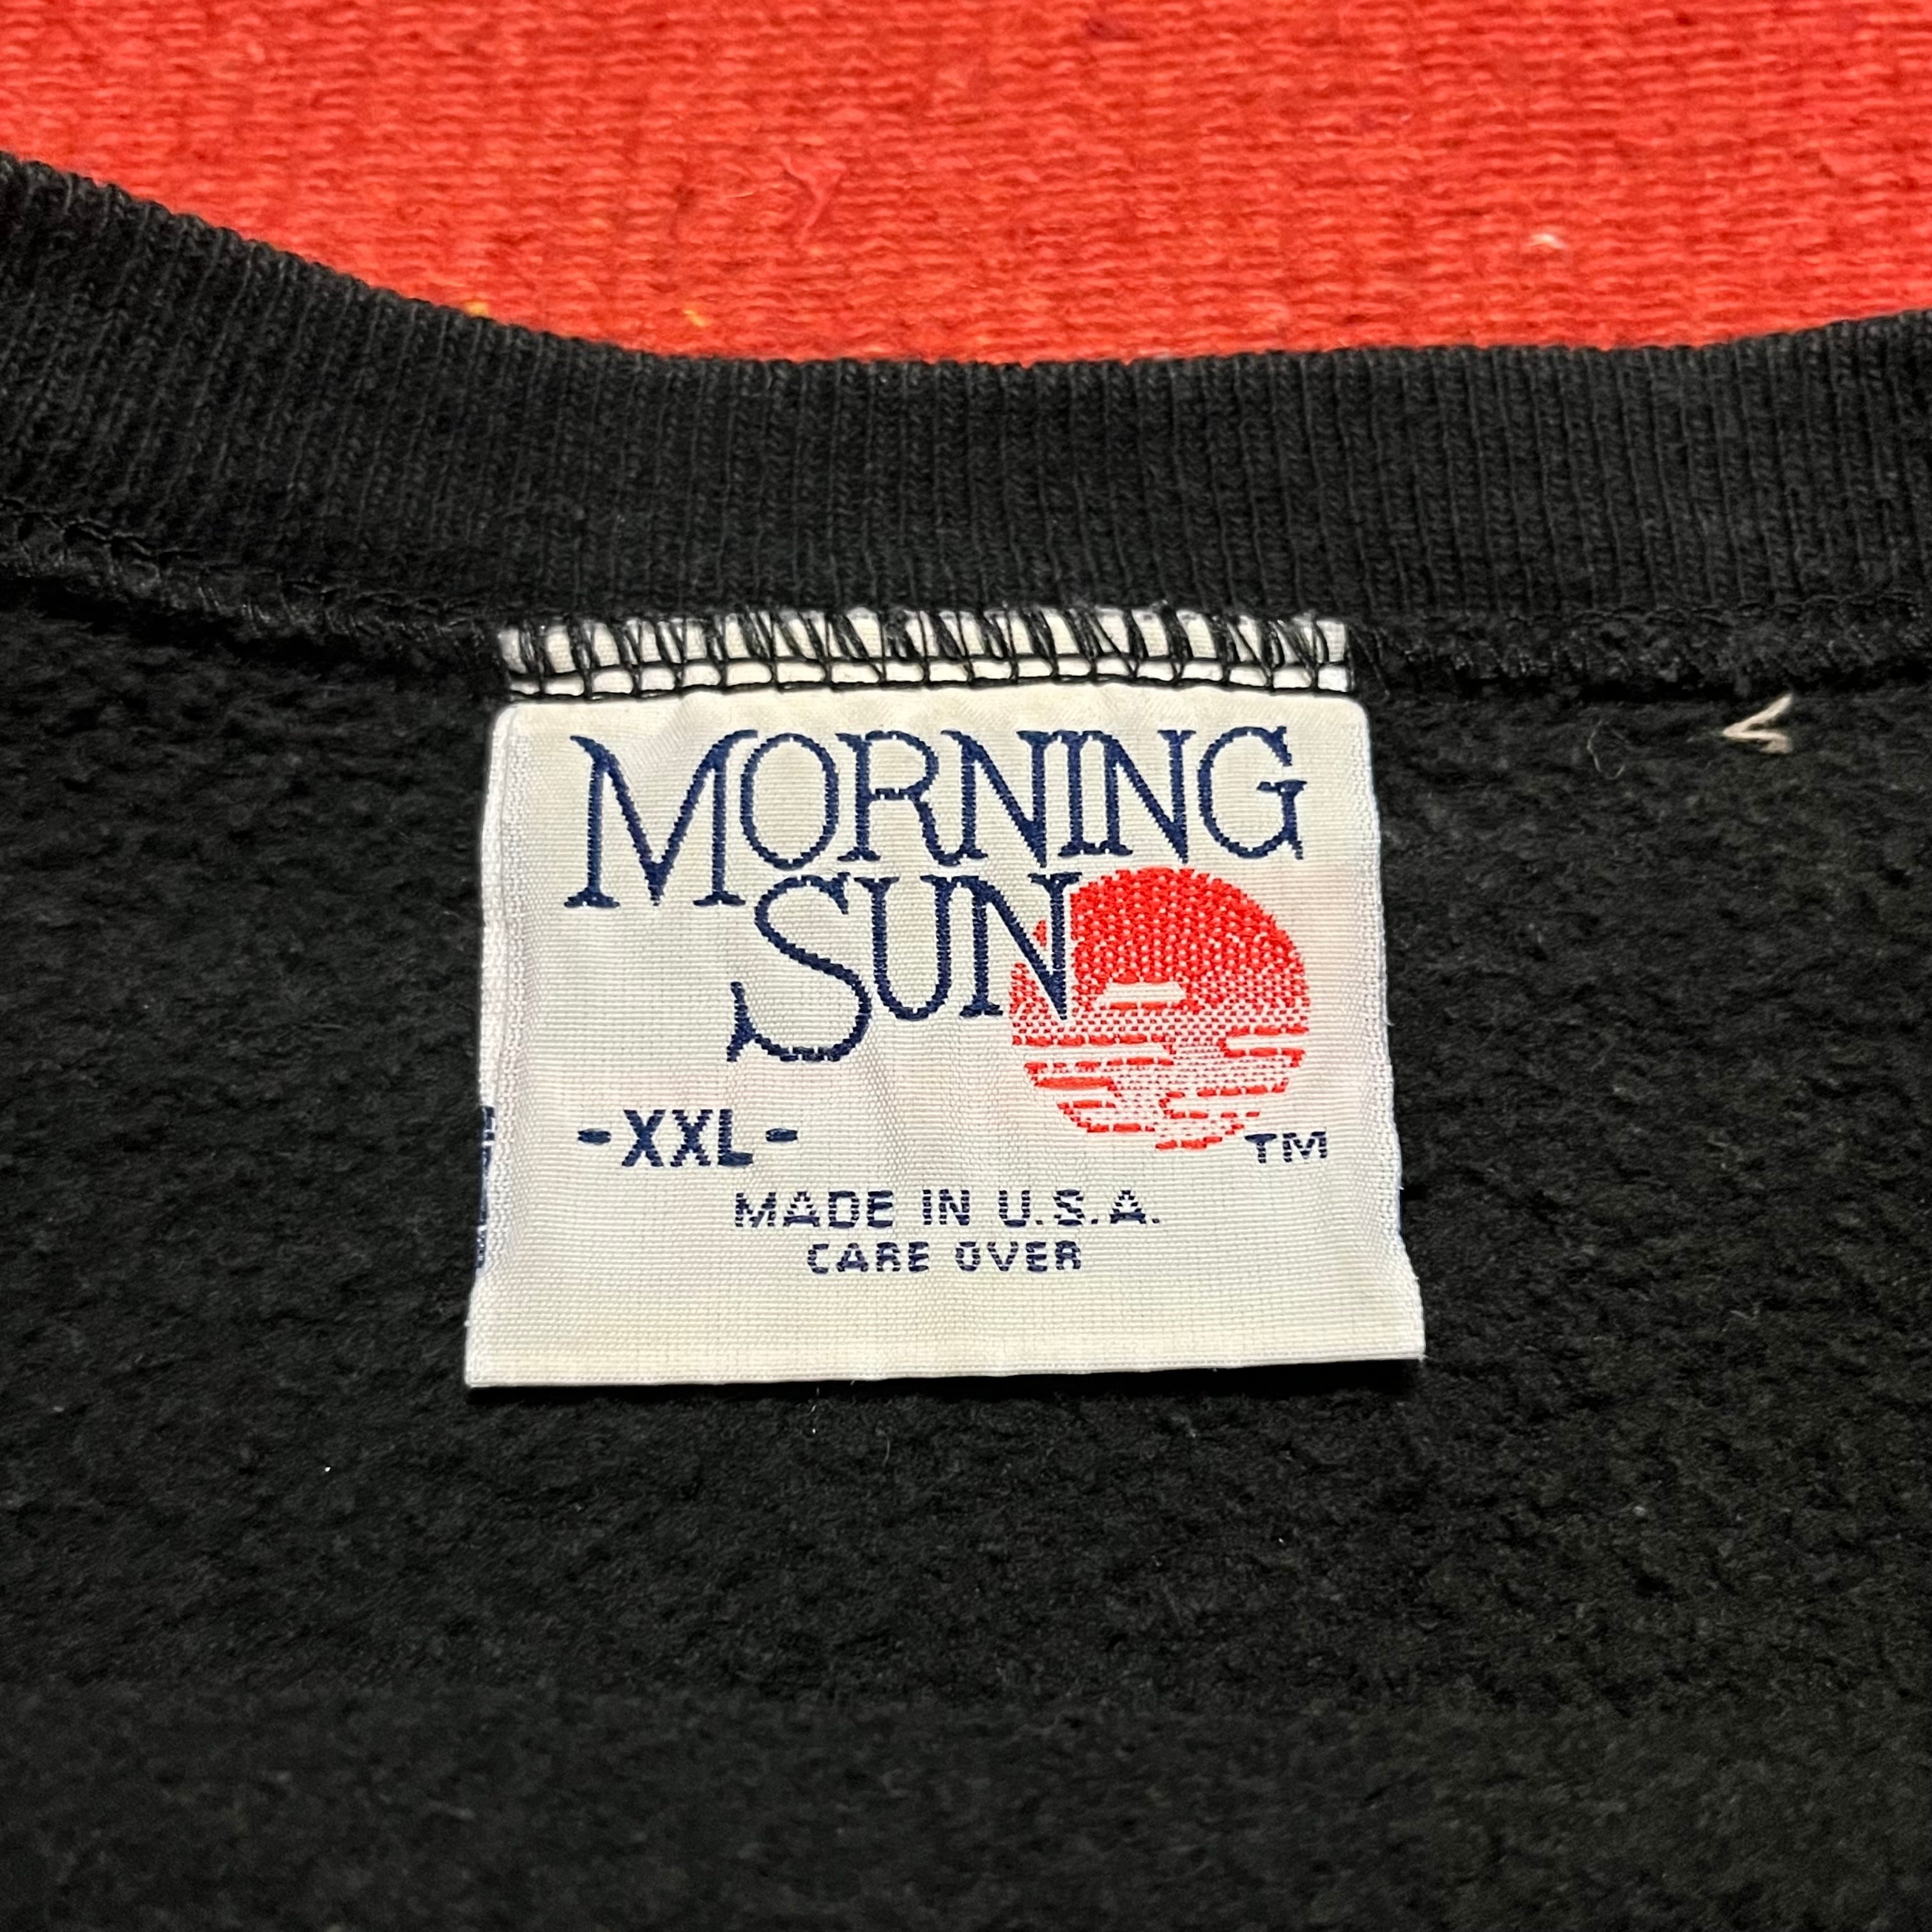 MORNING
SUN
-XXL-
TM
MADE IN U.S.A.
CARE OVER